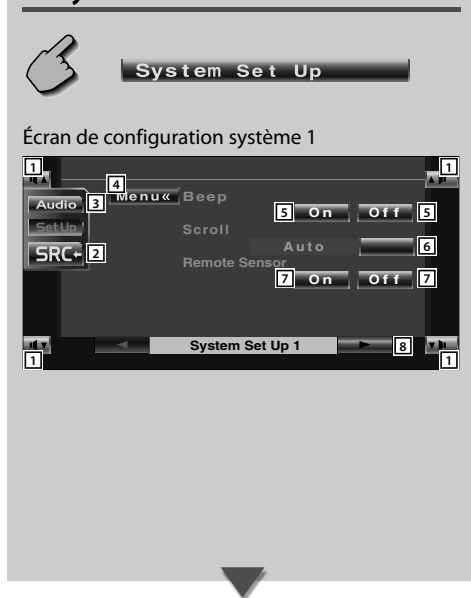 System Set Up
Écran de configuration système 1
1 1
4
Menu« Beep
Audio 3
5 On Off 5
SetUp Scroll
SRC 2
Auto 6
Remote Sensor
7 On Off 7
System Set Up 1 8
1 1